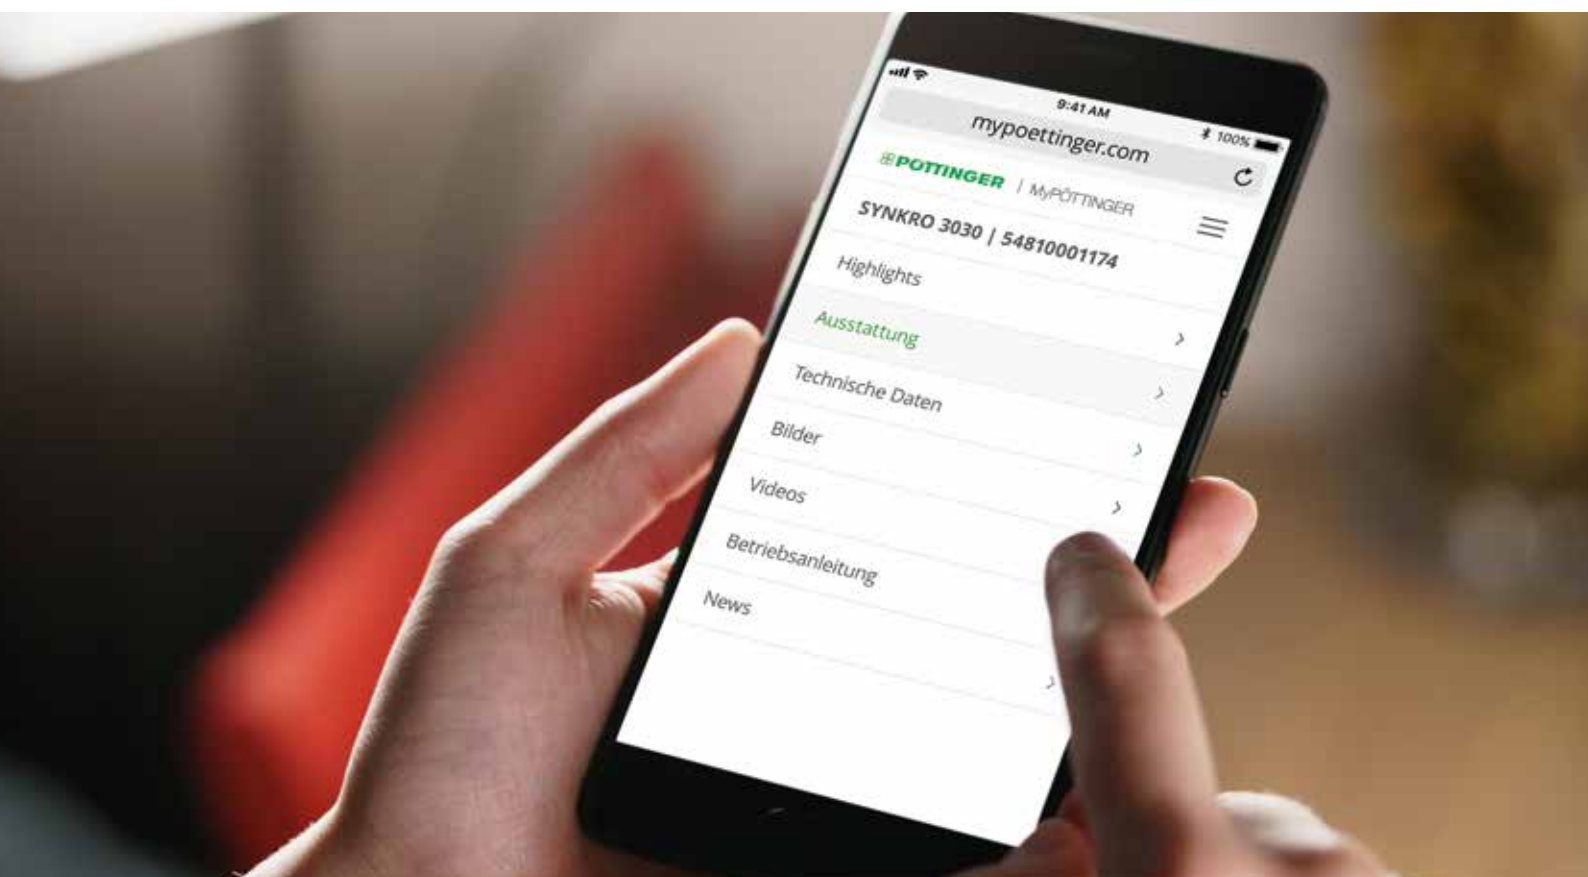 9:41 AM
100%
mypoettinger.com
PÖTTINGER | MyPÖTTINGER
SYNKRO 3030 | 54810001174
Highlights
Ausstattung
Technische Daten
Bilder
Videos
Betriebsanleitung
News